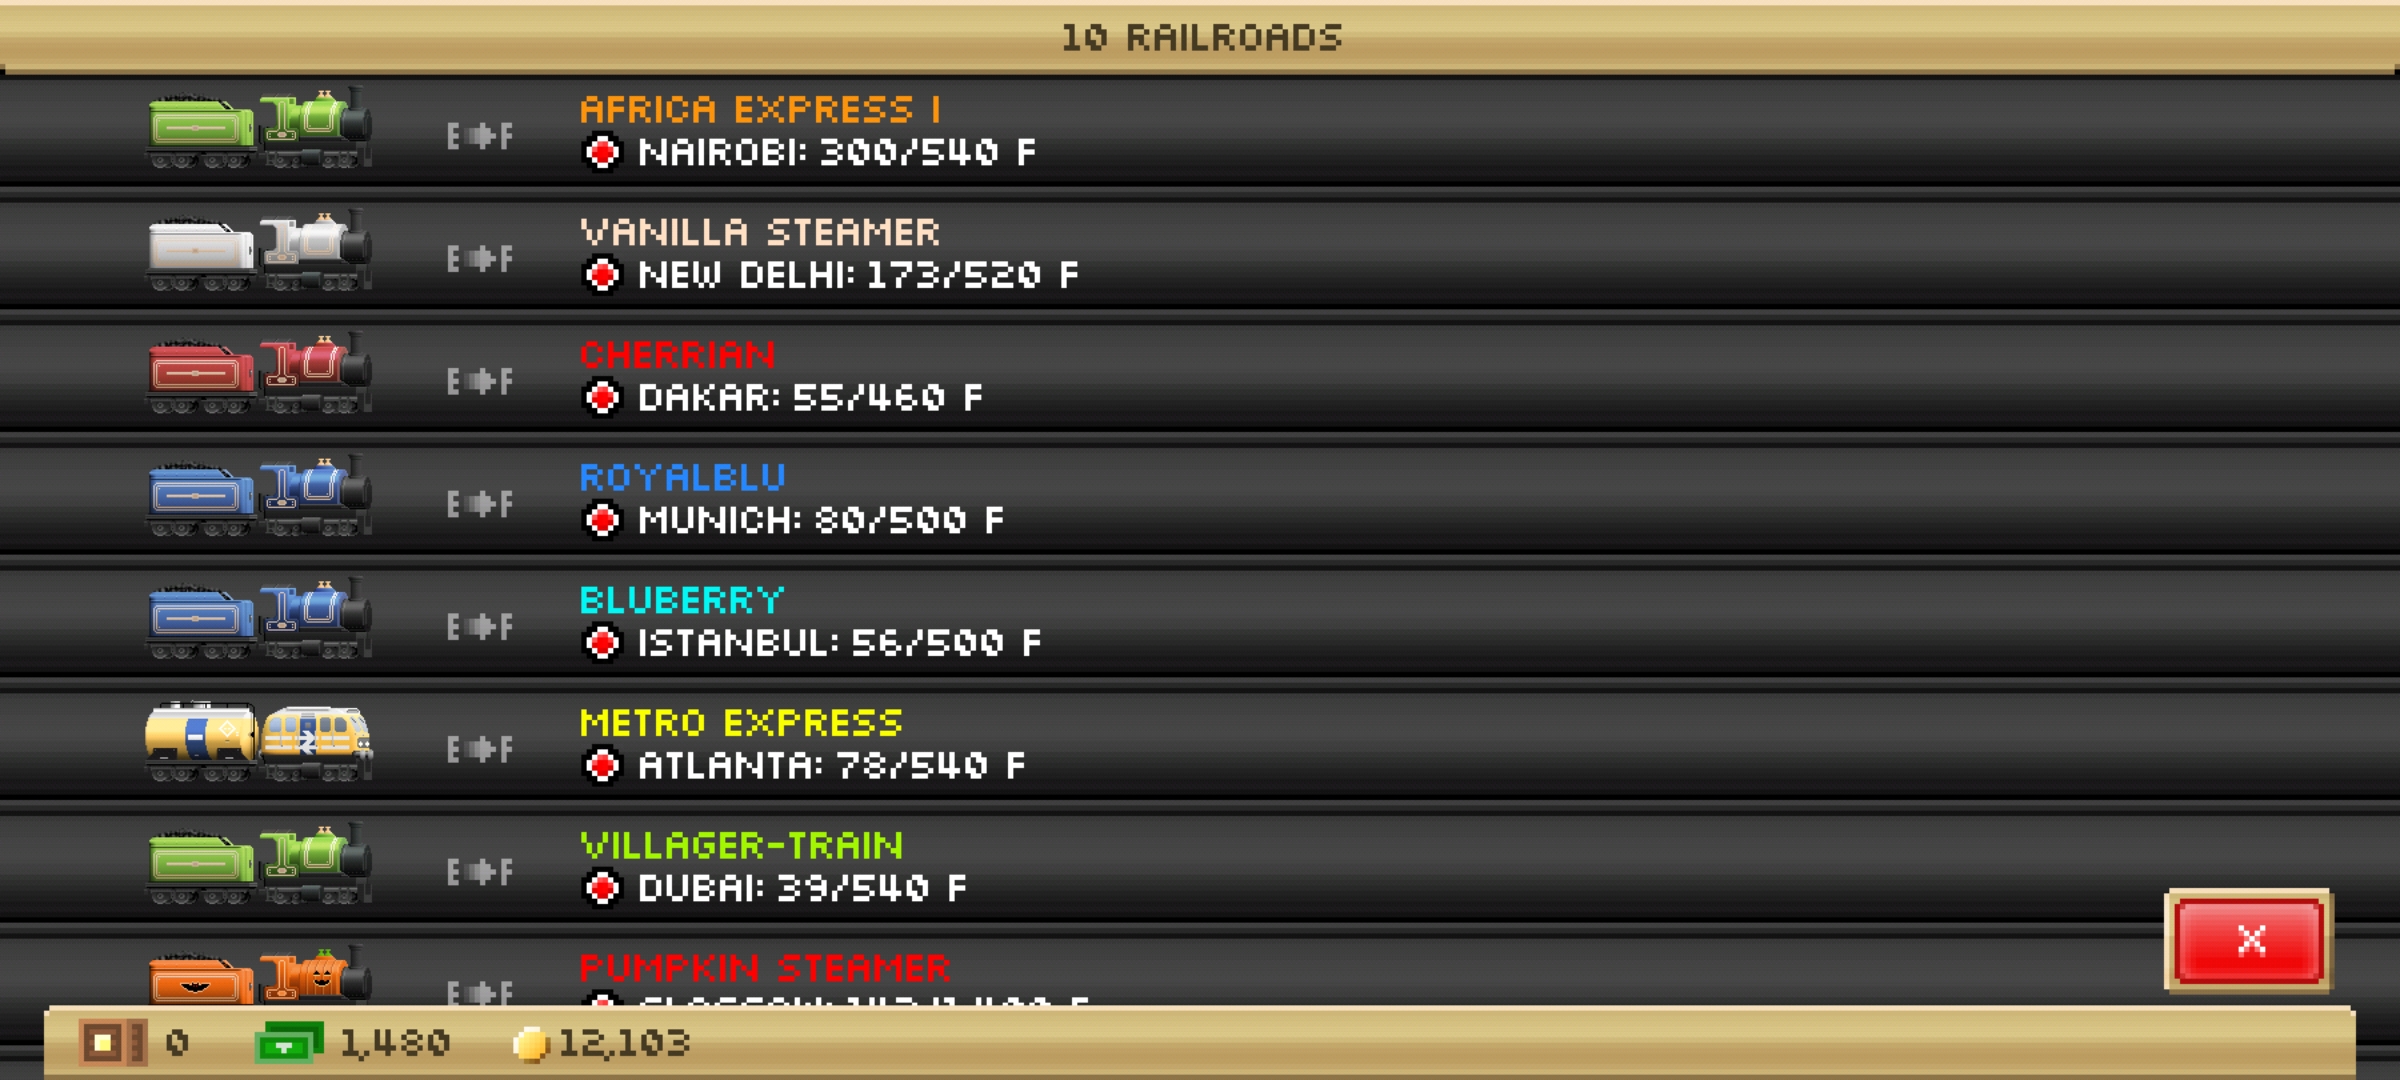 10 RAILROADS
AFRICA EXPRESS I
E F NAIROBI: 300/540 F
VANILLA STEAMER
E F NEW DELHI: 173/520 F
CHERRIAN
E F DAKAR: 55/460 F
ROYALBLU
E F MUNICH: 80/500 F
BLUBERRY
E F ISTANBUL: 56/500 F
METRO EXPRESS
E F ATLANTA: 78/540 F
VILLAGER-TRAIN
E F DUBAI: 39/540 F
PUMPKIN STEAMER
E F
X
0 1,480 12,103